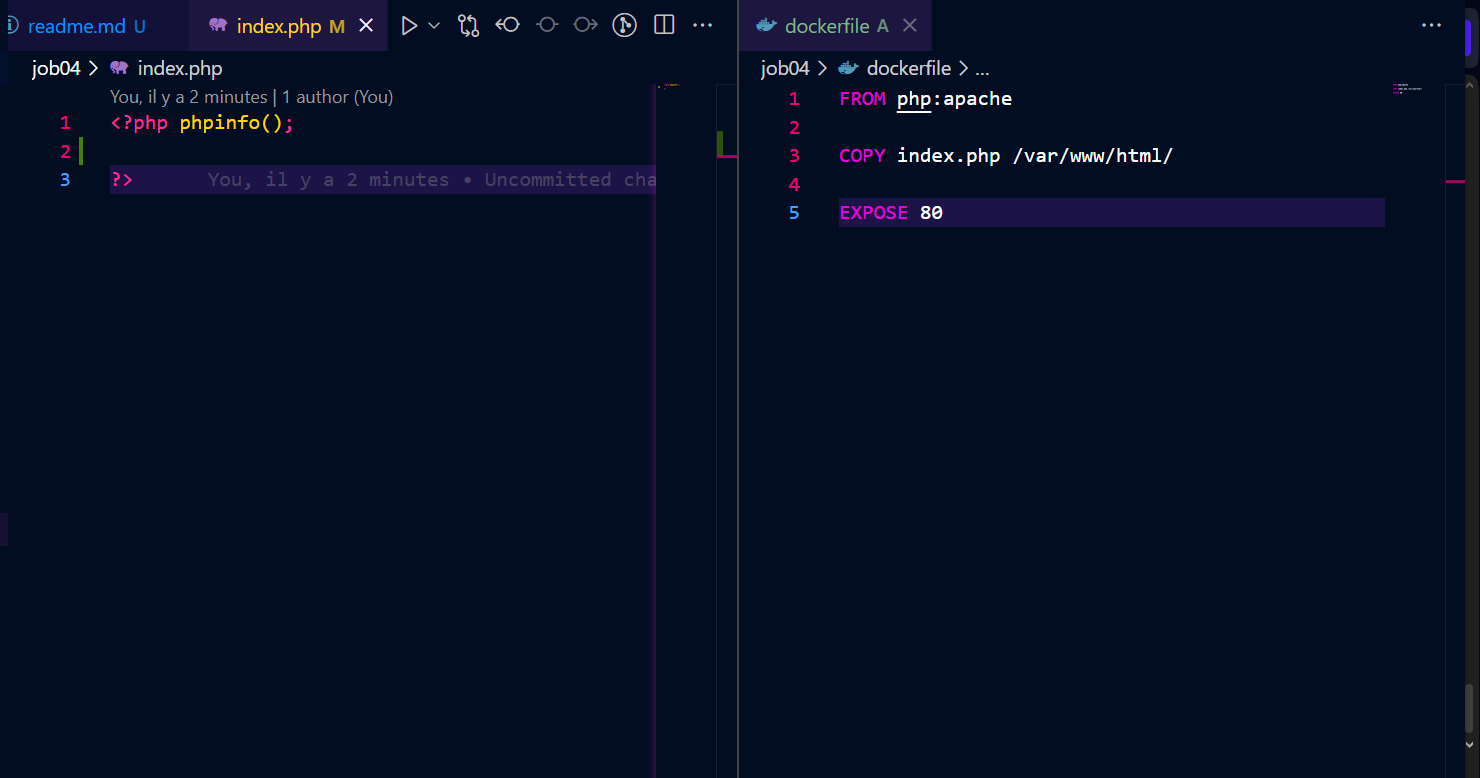 readme.md U
index.php M
job04 > index.php
You, il y a 2 minutes | 1 author (You)
1 <?php phpinfo();
2
3 ?> You, il y a 2 minutes • Uncommitted cha
dockerfile A
job04 > dockerfile > ...
1 FROM php:apache
2
3 COPY index.php /var/www/html/
4
5 EXPOSE 80